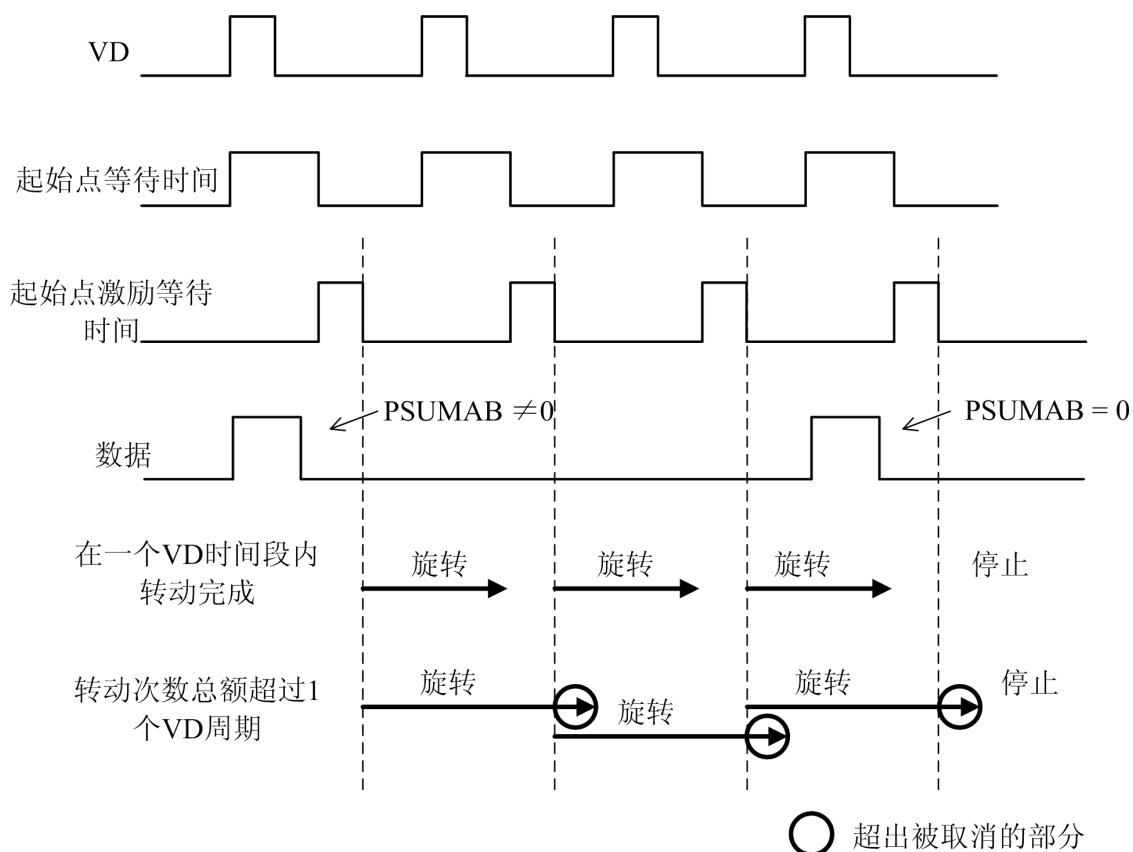 VD
起始点等待时间
起始点激励等待
时间
PSUMAB ≠0
PSUMAB = 0
数据
在一个VD时间段内
转动完成
旋转
旋转
旋转
停止
转动次数总额超过1
个VD周期
旋转
旋转
旋转
停止
超出被取消的部分